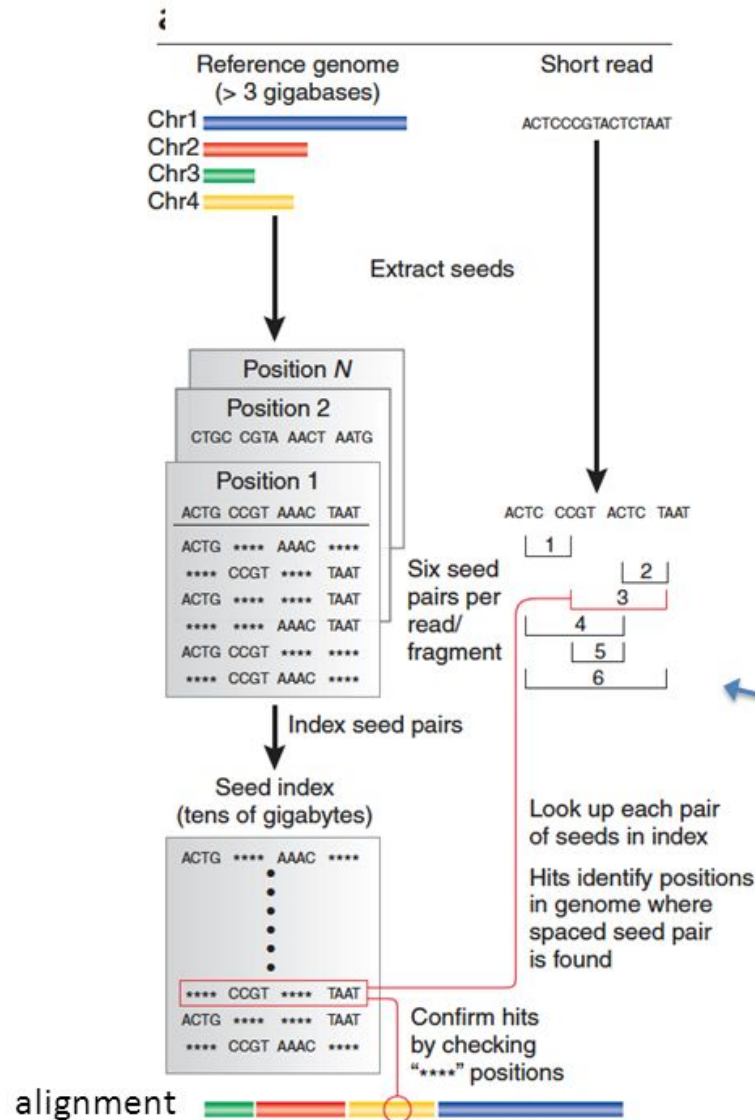 Reference genome
(> 3 gigabases)
Short read
Chr1
Chr2
Chr3
Chr4
ACTCCCGTACTCTAAT
Extract seeds
Position N
Position 2
CTGC CGTA AACT AATG
Position 1
ACTG CCGT AAAC TAAT
ACTG **** AAAC ****
**** CCGT **** TAAT
ACTG **** **** TAAT
**** **** AAAC TAAT
ACTG CCGT **** ****
**** CCGT AAAC ****
ACTC CCGT ACTC TAAT
1
2
3
4
5
6
Six seed
pairs per
read/
fragment
Index seed pairs
Seed index
(tens of gigabytes)
ACTG **** AAAC ****
**** CCGT **** TAAT
ACTG **** **** TAAT
**** CCGT AAAC ****
Look up each pair
of seeds in index
Hits identify positions
in genome where
spaced seed pair
is found
Confirm hits
by checking
"****" positions
alignment